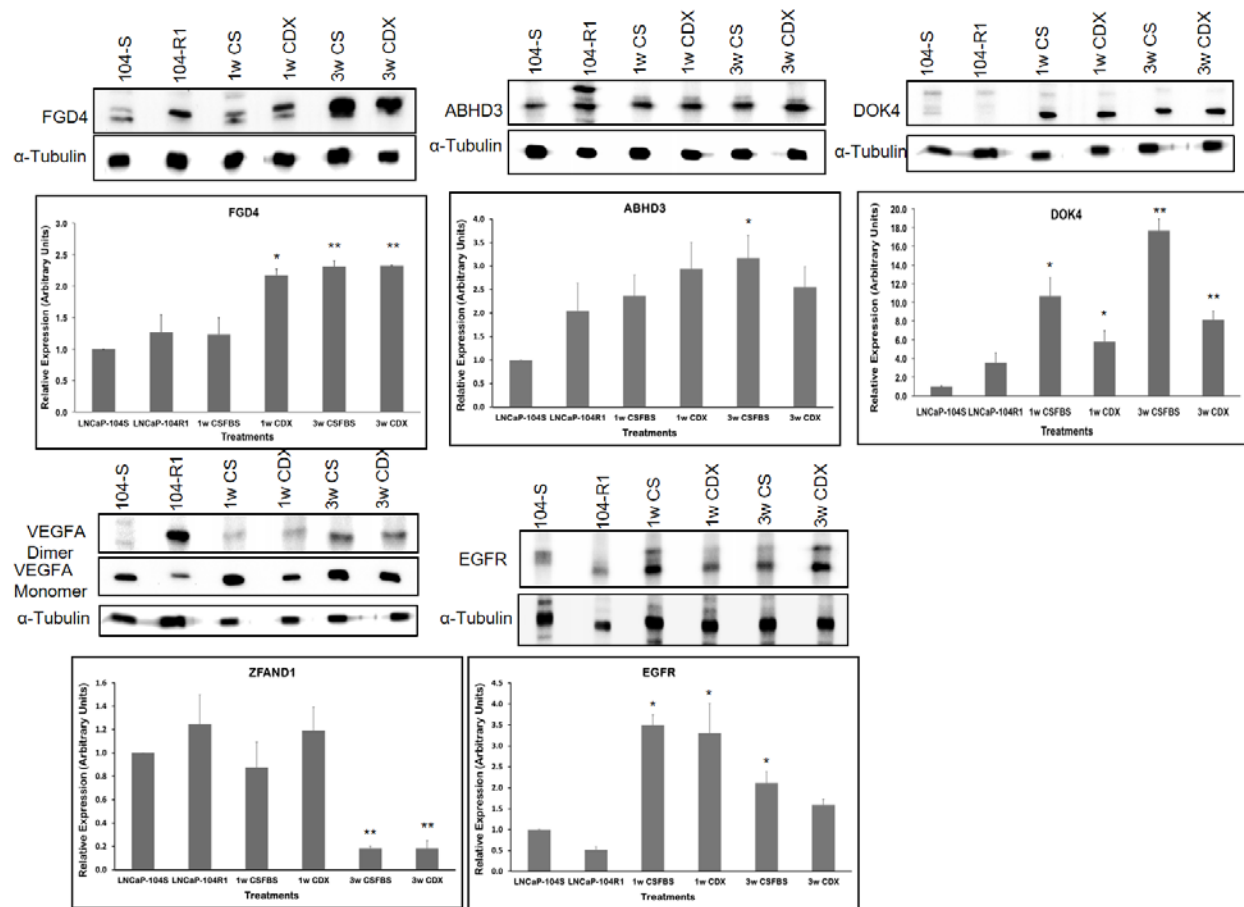 104-S
104-R1
1w CS
1w CDX
3w CS
3w CDX
FGD4
α-Tubulin
104-S
104-R1
1w CS
1w CDX
3w CS
3w CDX
ABHD3
α-Tubulin
104-S
104-R1
1w CS
1w CDX
3w CS
3w CDX
DOK4
α-Tubulin
FGD4
Relative Expression (Arbitrary Units)
3.0
2.5
2.0
1.5
1.0
0.5
0.0
* ** **
LNCaP-104S LNCaP-104R1 1w CSFBS 1w CDX 3w CSFBS 3w CDX
Treatments
ABHD3
Relative Expression (Arbitrary Units)
4.0
3.5
3.0
2.5
2.0
1.5
1.0
0.5
0.0
*
LNCaP-104S LNCaP-104R1 1w CSFBS 1w CDX 3w CSFBS 3w CDX
Treatments
DOK4
Relative Expression (Arbitrary Units)
20.0
18.0
16.0
14.0
12.0
10.0
8.0
6.0
4.0
2.0
0.0
* * ** **
LNCaP-104S LNCaP-104R1 1w CSFBS 1w CDX 3w CSFBS 3w CDX
Treatments
104-S
104-R1
1w CS
1w CDX
3w CS
3w CDX
VEGFA
Dimer
VEGFA
Monomer
α-Tubulin
104-S
104-R1
1w CS
1w CDX
3w CS
3w CDX
EGFR
α-Tubulin
ZFAND1
Relative Expression (Arbitrary Units)
1.6
1.4
1.2
1.0
0.8
0.6
0.4
0.2
0.0
** **
LNCaP-104S LNCaP-104R1 1w CSFBS 1w CDX 3w CSFBS 3w CDX
Treatments
EGFR
Relative Expression (Arbitrary Units)
4.5
4.0
3.5
3.0
2.5
2.0
1.5
1.0
0.5
0.0
* * *
LNCaP-104S LNCaP-104R1 1w CSFBS 1w CDX 3w CSFBS 3w CDX
Treatments